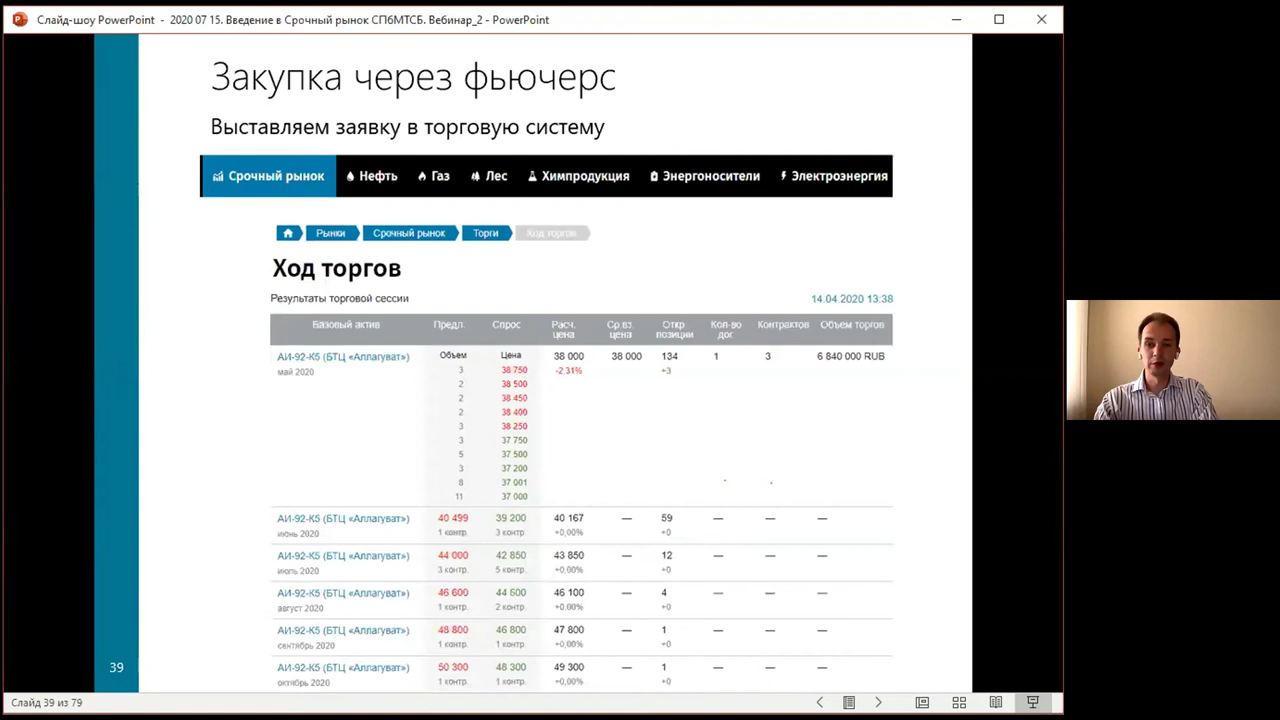 Слайд-шоу PowerPoint - 2020 07 15. Введение в Срочный рынок СПбМТСБ. Вебинар_2 - PowerPoint
Закупка через фьючерс
Выставляем заявку в торговую систему
Срочный рынок Нефть Газ Лес Химпродукция Энергоносители Электроэнергия
Рынки Срочный рынок Торги Ход торгов
Ход торгов
Результаты торговой сессии 14.04.2020 13:38
Базовый актив Предл. Спрос Расч. цена Ср.вз. цена Откр позиции Кол-во дог Контрактов Объем торгов
АИ-92-К5 (БТЦ «Аллагуват») Объем Цена 38 000 38 000 134 1 3 6 840 000 RUB
май 2020 3 38 750 -2,31% +3
2 38 500
2 38 450
2 38 400
3 38 250
3 37 750
5 37 500
3 37 200
8 37 001
11 37 000
АИ-92-К5 (БТЦ «Аллагуват») 40 499 39 200 40 167 — 59 — — —
июнь 2020 1 контр. 3 контр +0,00% +0
АИ-92-К5 (БТЦ «Аллагуват») 44 000 42 850 43 850 — 12 — — —
июль 2020 3 контр. 5 контр. +0,00% +0
АИ-92-К5 (БТЦ «Аллагуват») 46 600 44 600 46 100 — 4 — — —
август 2020 1 контр. 2 контр. +0,00% +0
АИ-92-К5 (БТЦ «Аллагуват») 48 800 46 800 47 800 — 1 — — —
сентябрь 2020 1 контр. 1 контр. +0,00% +0
АИ-92-К5 (БТЦ «Аллагуват») 50 300 48 300 49 300 — 1 — — —
октябрь 2020 1 контр. 1 контр. +0,00% +0
39
Слайд 39 из 79